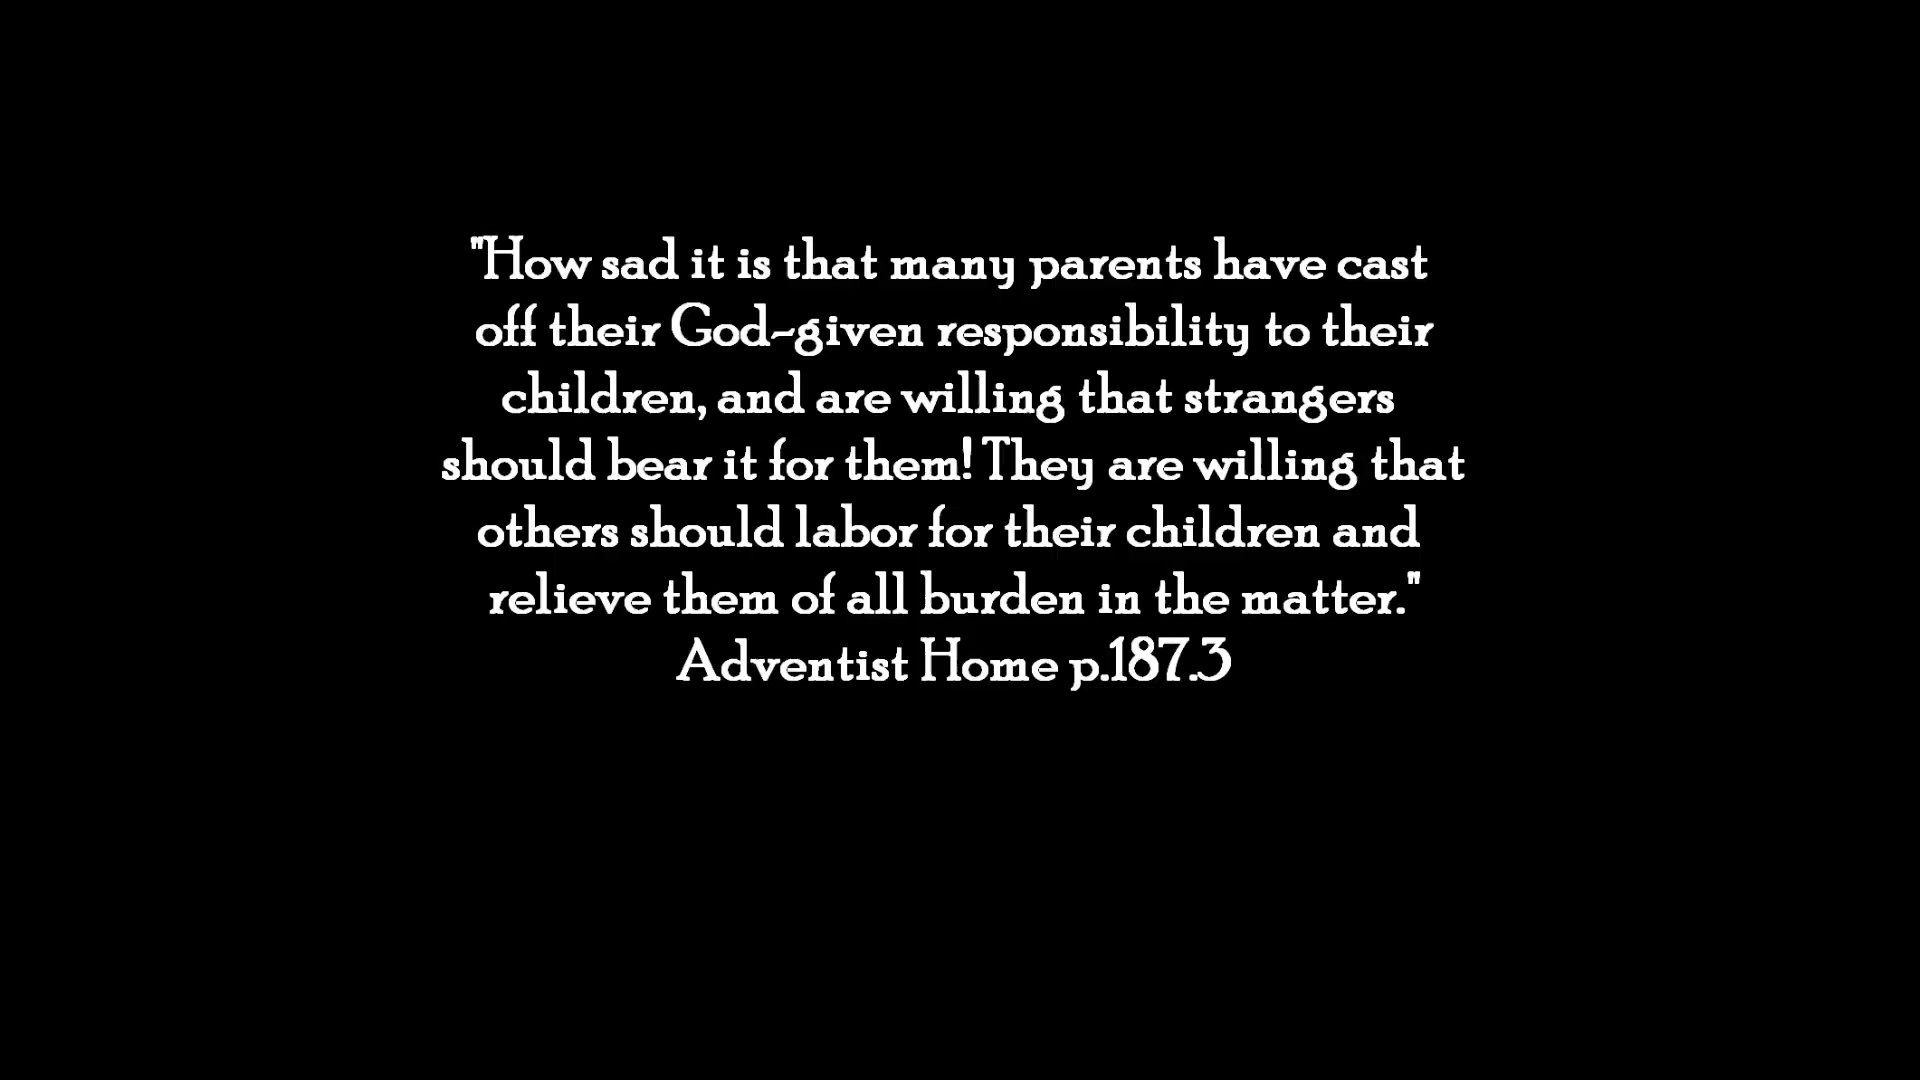 "How sad it is that many parents have cast
off their God-given responsibility to their
children, and are willing that strangers
should bear it for them! They are willing that
others should labor for their children and
relieve them of all burden in the matter."
Adventist Home p.187.3